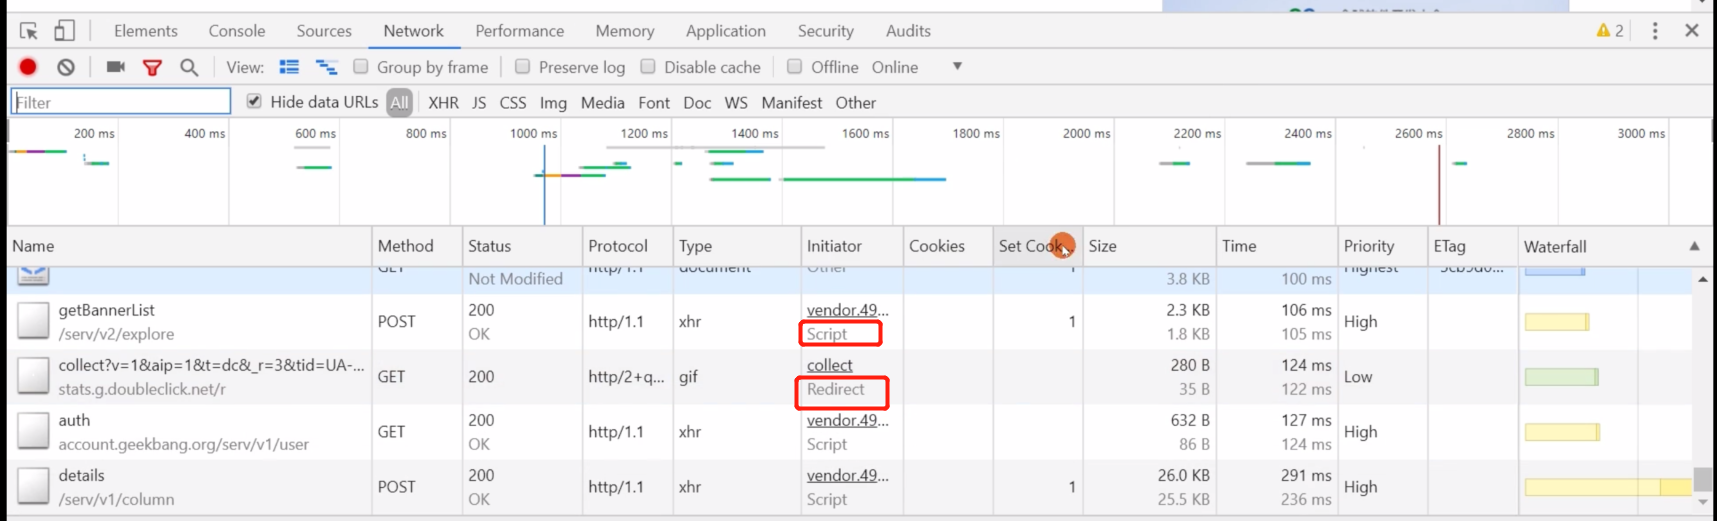 Elements Console Sources Network Performance Memory Application Security Audits 2
View: Group by frame Preserve log Disable cache Offline Online
Filter Hide data URLs All XHR JS CSS Img Media Font Doc WS Manifest Other
200 ms 400 ms 600 ms 800 ms 1000 ms 1200 ms 1400 ms 1600 ms 1800 ms 2000 ms 2200 ms 2400 ms 2600 ms 2800 ms 3000 ms
Name Method Status Protocol Type Initiator Cookies Set Cook... Size Time Priority ETag Waterfall
GET http/1.1 document Other 1 Highest
Not Modified 3.8 KB 100 ms
getBannerList 200 vendor.49... 2.3 KB 106 ms
POST http/1.1 xhr 1 High
/serv/v2/explore OK Script 1.8 KB 105 ms
collect?v=1&aip=1&t=dc&_r=3&tid=UA-... collect 280 B 124 ms
GET 200 http/2+q... gif Low
stats.g.doubleclick.net/r Redirect 35 B 122 ms
auth 200 vendor.49... 632 B 127 ms
GET http/1.1 xhr High
account.geekbang.org/serv/v1/user OK Script 86 B 124 ms
details 200 vendor.49... 26.0 KB 291 ms
POST http/1.1 xhr 1 High
/serv/v1/column OK Script 25.5 KB 236 ms